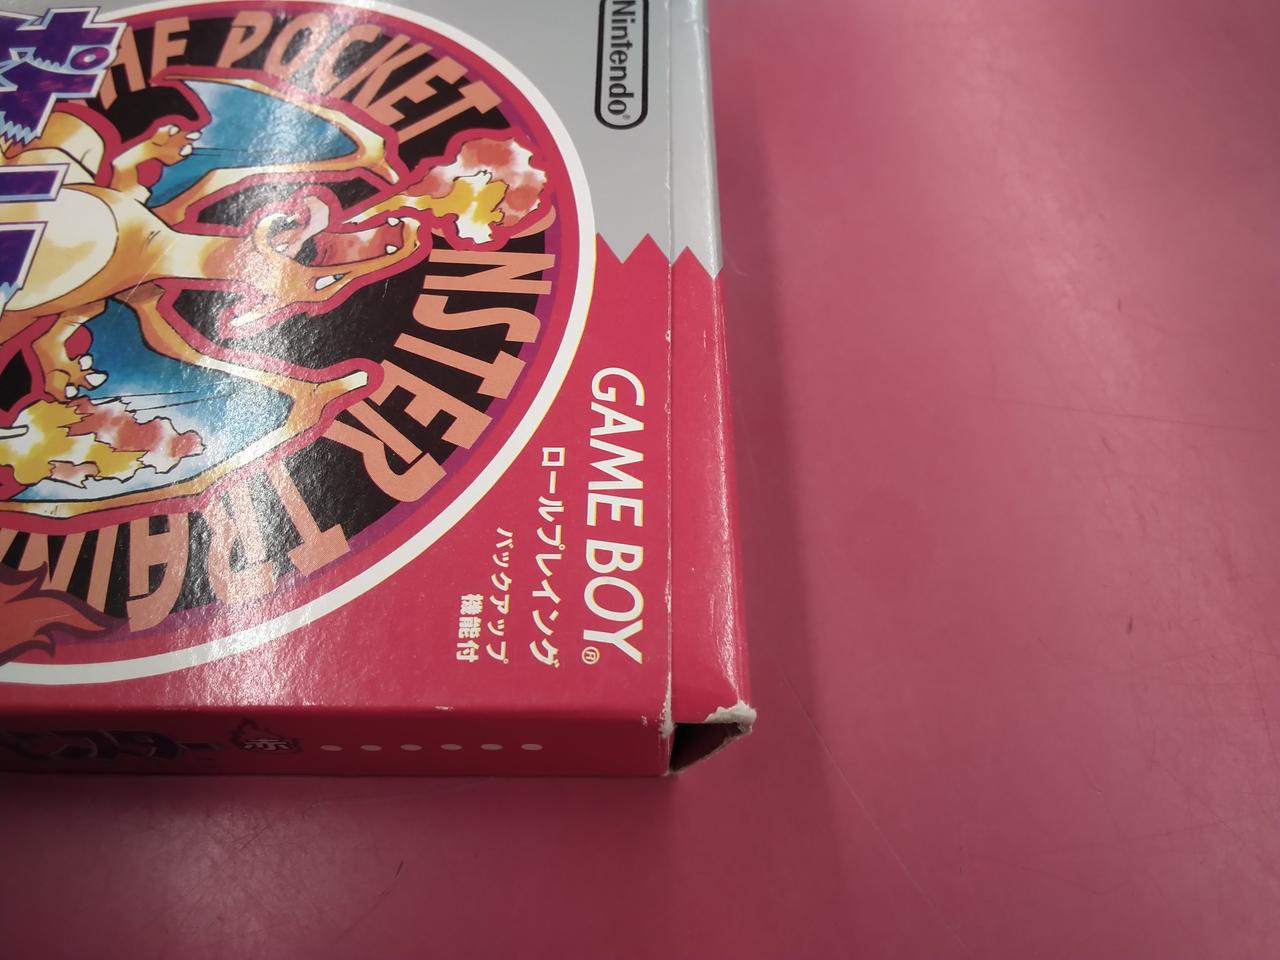 Nintendo®
THE POCKET
MONSTER
TRAIN
GAME BOY®
ロールプレイング
バックアップ
機能付